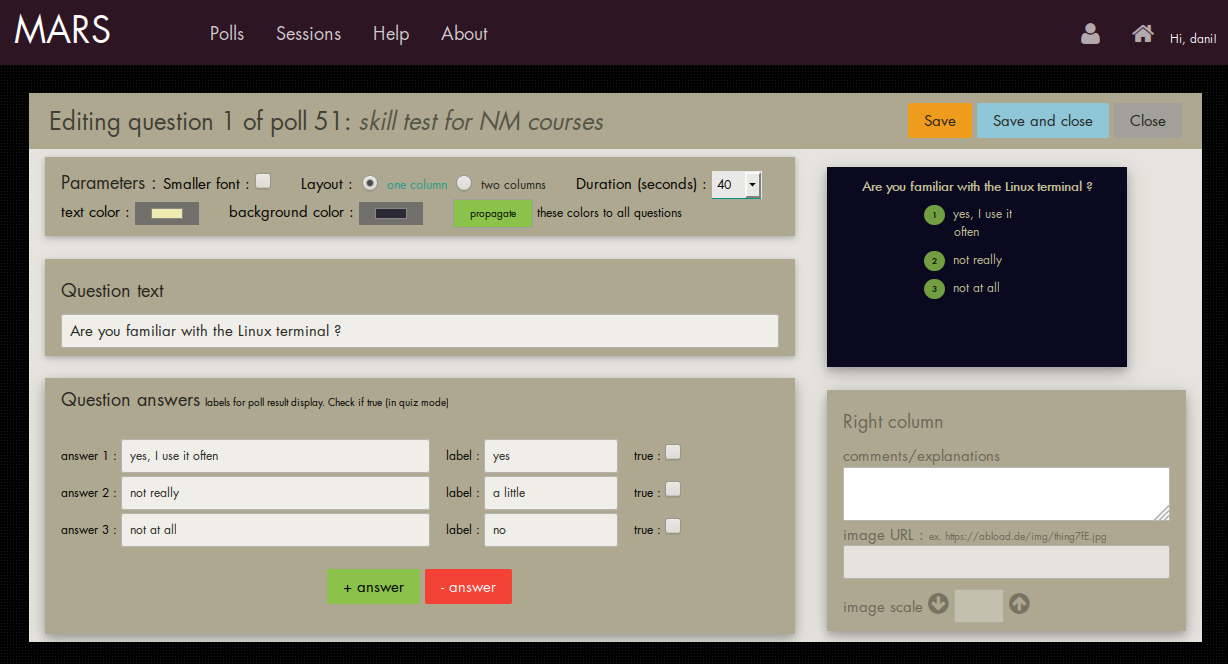 MARS Polls Sessions Help About Hi, dani!
Editing question 1 of poll 51: skill test for NM courses Save Save and close Close
Parameters : Smaller font : Layout : one column two columns Duration (seconds) : 40
text color : background color : propagate these colors to all questions
Question text
Are you familiar with the Linux terminal ?
Question answers labels for poll result display. Check if true (in quiz mode)
answer 1 : yes, I use it often label : yes true :
answer 2 : not really label : a little true :
answer 3 : not at all label : no true :
+ answer - answer
Are you familiar with the Linux terminal ?
1 yes, I use it
often
2 not really
3 not at all
Right column
comments/explanations
image URL : ex. https://abload.de/img/thing7fE.jpg
image scale